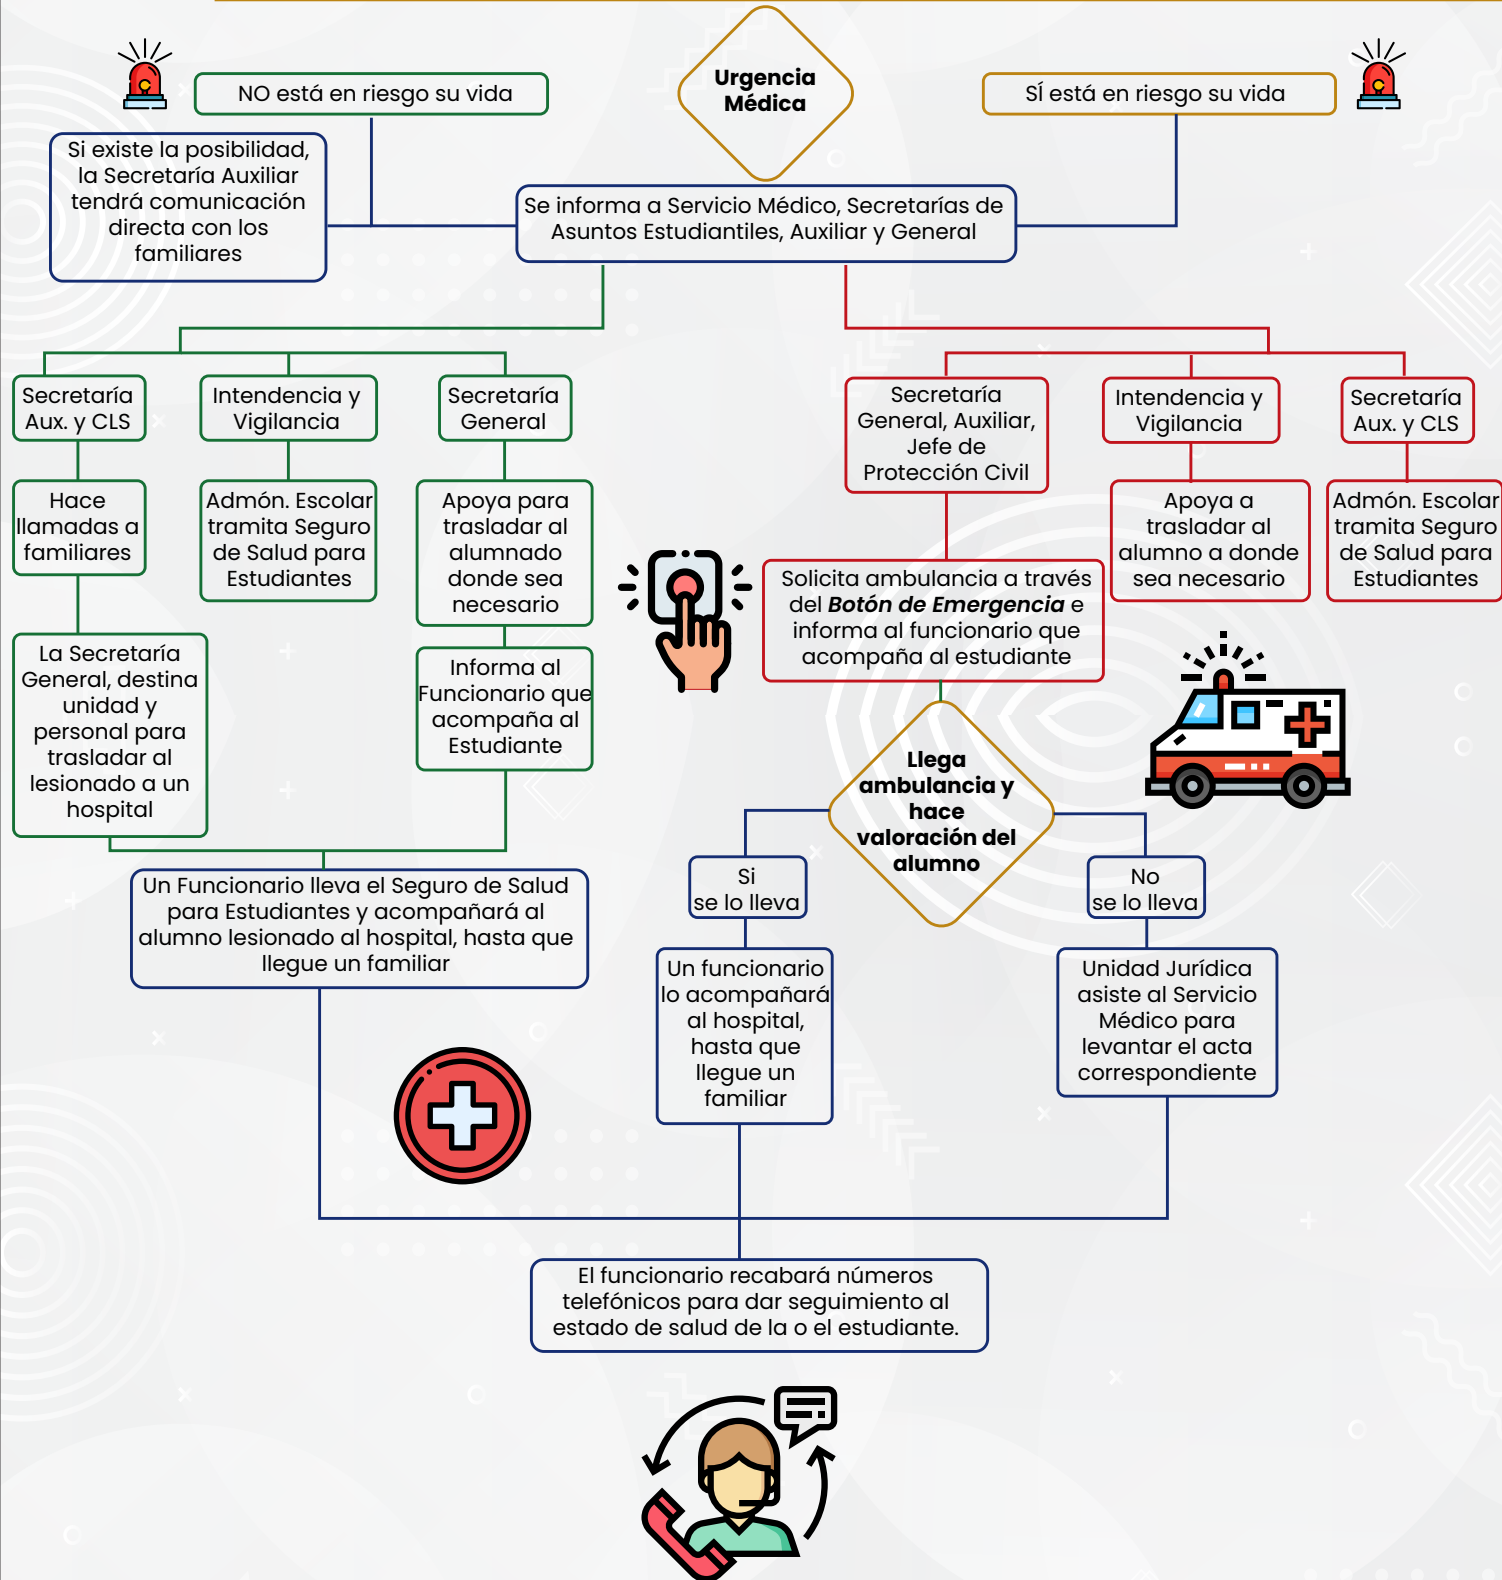 Urgencia
Médica
NO está en riesgo su vida
SÍ está en riesgo su vida
Si existe la posibilidad,
la Secretaría Auxiliar
tendrá comunicación
directa con los
familiares
Se informa a Servicio Médico, Secretarías de
Asuntos Estudiantiles, Auxiliar y General
Secretaría
Aux. y CLS
Intendencia y
Vigilancia
Secretaría
General
Secretaría
General, Auxiliar,
Jefe de
Protección Civil
Intendencia y
Vigilancia
Secretaría
Aux. y CLS
Hace
llamadas a
familiares
Admón. Escolar
tramita Seguro
de Salud para
Estudiantes
Apoya para
trasladar al
alumnado
donde sea
necesario
Solicita ambulancia a través
del Botón de Emergencia e
informa al funcionario que
acompaña al estudiante
Apoya a
trasladar al
alumno a donde
sea necesario
Admón. Escolar
tramita Seguro
de Salud para
Estudiantes
La Secretaría
General, destina
unidad y
personal para
trasladar al
lesionado a un
hospital
Informa al
Funcionario que
acompaña al
Estudiante
Llega
ambulancia y
hace
valoración del
alumno
Un Funcionario lleva el Seguro de Salud
para Estudiantes y acompañará al
alumno lesionado al hospital, hasta que
llegue un familiar
Si
se lo lleva
No
se lo lleva
Un funcionario
lo acompañará
al hospital,
hasta que
llegue un
familiar
Unidad Jurídica
asiste al Servicio
Médico para
levantar el acta
correspondiente
El funcionario recabará números
telefónicos para dar seguimiento al
estado de salud de la o el estudiante.